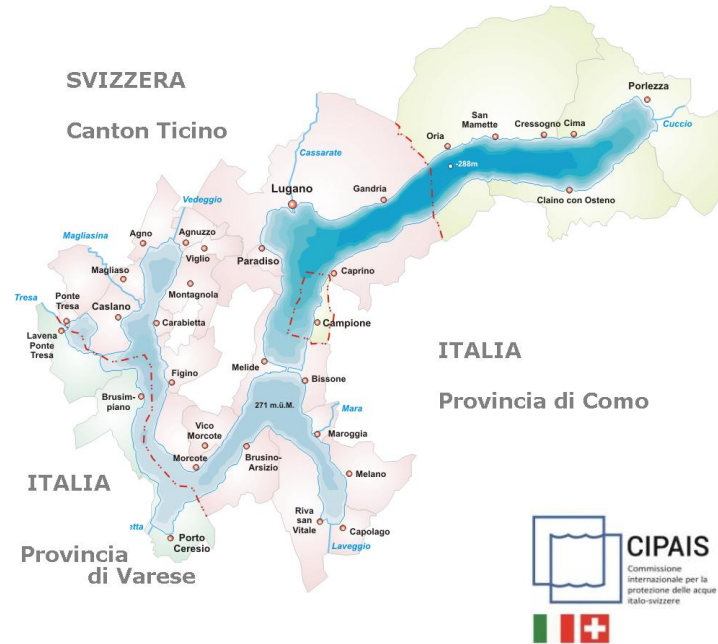 SVIZZERA
Canton Ticino
Porlezza
Cuccio
San
Mamette
Cressogno
Cima
Oria
-288m
Claino con Osteno
Cassarate
Lugano
Gandria
Vedeggio
Magliasina
Agno
Agnuzzo
Viglio
Paradiso
Caprino
Magliaso
Montagnola
Tresa
Ponte
Tresa
Caslano
Carabietta
Campione
Lavena
Ponte
Tresa
ITALIA
Provincia di Como
Melide
Bissone
Figino
Brusim-
piano
271 m.ü.M.
Mara
Vico
Morcote
Maroggia
Morcote
Brusino-
Arsizio
Melano
ITALIA
Provincia
di Varese
etta
Porto
Ceresio
Riva
san
Vitale
Capolago
Laveggio
CIPAIS
Commissione
internazionale per la
protezione delle acque
italo-svizzere